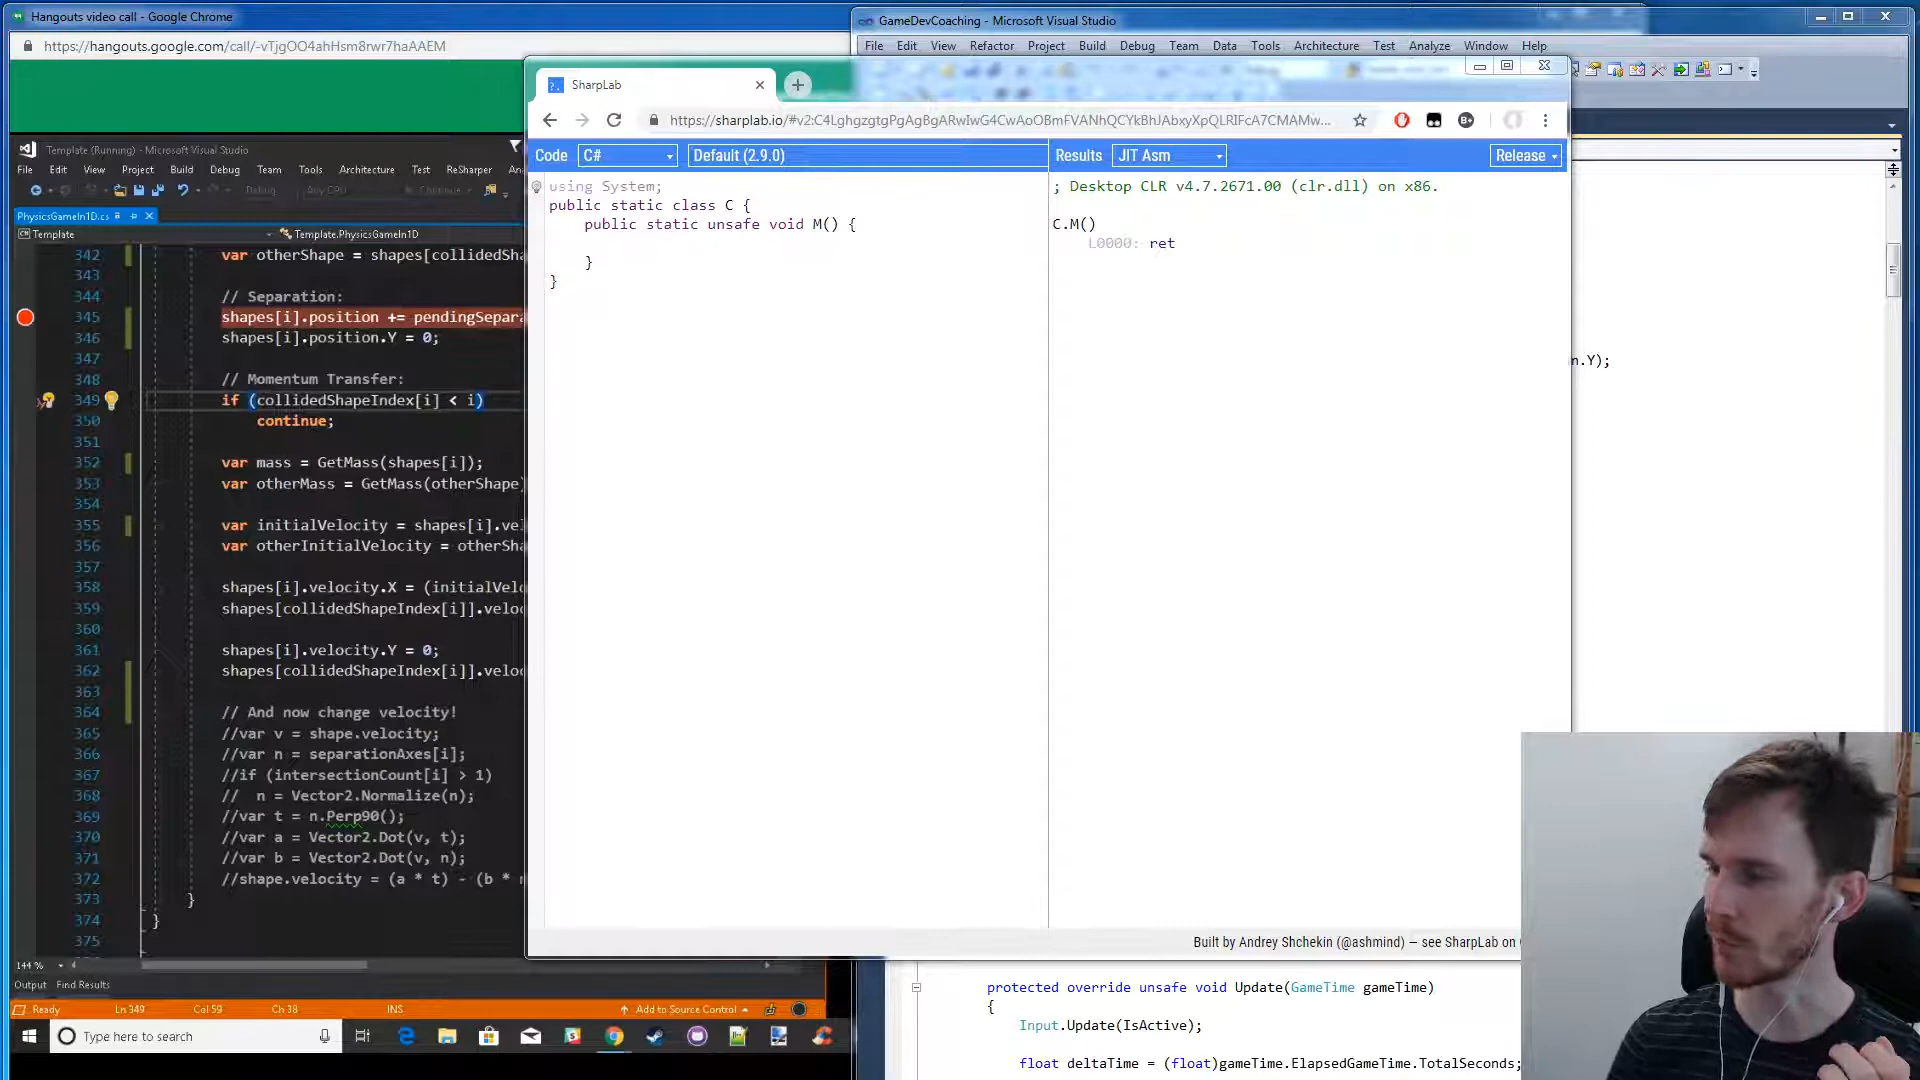 Hangouts video call - Google Chrome
https://hangouts.google.com/call/-vTjgOO4ahHsm8rwr7haAAEM
GameDevCoaching - Microsoft Visual Studio
File Edit View Refactor Project Build Debug Team Data Tools Architecture Test Analyze Window Help
SharpLab
https://sharplab.io/#v2:C4LghgzgtgPgAgBgARwIwG4CwAoOBmFVANhQCYkBhJAbxyXpQLRIFcA7CMAMw...
Code C# Default (2.9.0) Results JIT Asm Release
using System;
public static class C {
public static unsafe void M() {
}
}
; Desktop CLR v4.7.2671.00 (clr.dll) on x86.
C.M()
L0000: ret
Built by Andrey Shchekin (@ashmind) — see SharpLab on
Template (Running) - Microsoft Visual Studio
File Edit View Project Build Debug Team Tools Architecture Test ReSharper
Debug Any CPU Continue
PhysicsGameIn1D.cs
Template Template.PhysicsGameIn1D
342 var otherShape = shapes[collidedSha
343
344 // Separation:
345 shapes[i].position += pendingSepara
346 shapes[i].position.Y = 0;
347
348 // Momentum Transfer:
349 if (collidedShapeIndex[i] < i)
350 continue;
351
352 var mass = GetMass(shapes[i]);
353 var otherMass = GetMass(otherShape)
354
355 var initialVelocity = shapes[i].vel
356 var otherInitialVelocity = otherSha
357
358 shapes[i].velocity.X = (initialVelo
359 shapes[collidedShapeIndex[i]].veloc
360
361 shapes[i].velocity.Y = 0;
362 shapes[collidedShapeIndex[i]].veloc
363
364 // And now change velocity!
365 //var v = shape.velocity;
366 //var n = separationAxes[i];
367 //if (intersectionCount[i] > 1)
368 // n = Vector2.Normalize(n);
369 //var t = n.Perp90();
370 //var a = Vector2.Dot(v, t);
371 //var b = Vector2.Dot(v, n);
372 //shape.velocity = (a * t) - (b * n
373 }
374 }
375
144 %
Output Find Results
Ready Ln 349 Col 59 Ch 38 INS Add to Source Control
Type here to search
n.Y);
protected override unsafe void Update(GameTime gameTime)
{
Input.Update(IsActive);
float deltaTime = (float)gameTime.ElapsedGameTime.TotalSeconds;